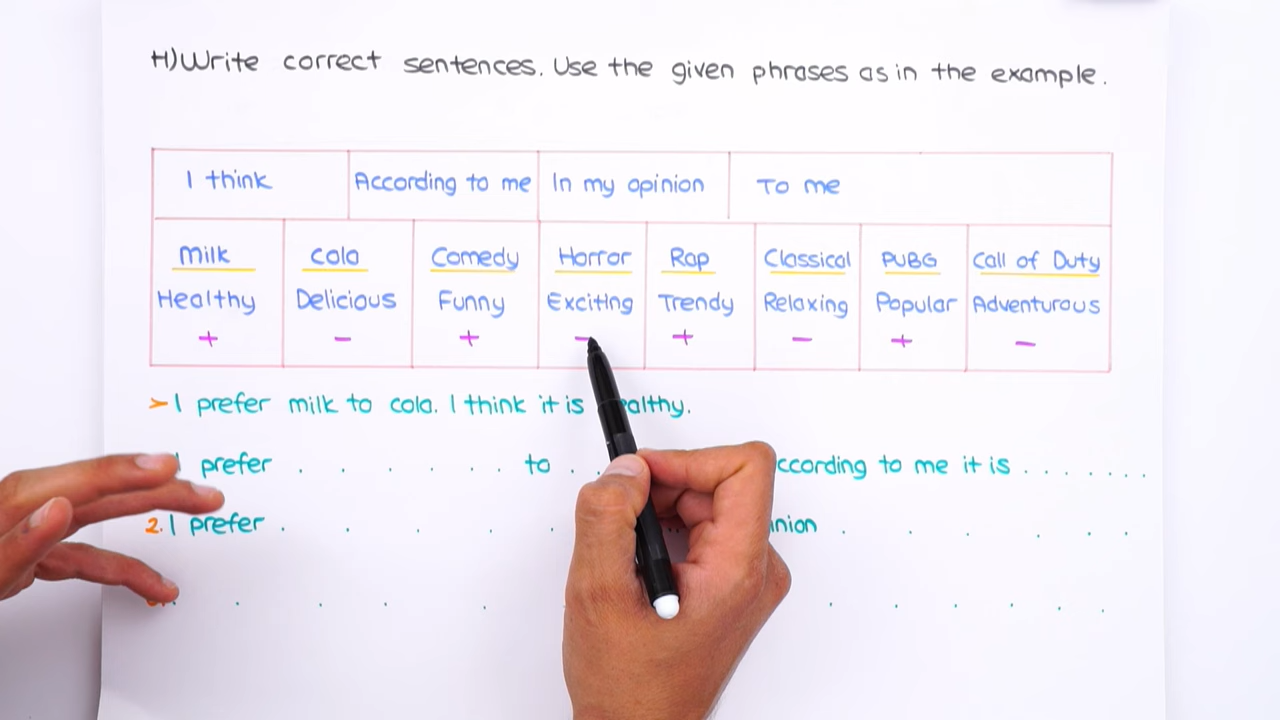 H) Write correct sentences. Use the given phrases as in the example.
I think According to me In my opinion To me
Milk Cola Comedy Horror Rap Classical PUBG Call of Duty
Healthy Delicious Funny Exciting Trendy Relaxing Popular Adventurous
+ - + - + - + -
➢ I prefer milk to cola. I think it is althy.
I prefer . . . . . . to . . ccording to me it is . . . . . . .
2. I prefer . . . . . . . inion . . . . . .